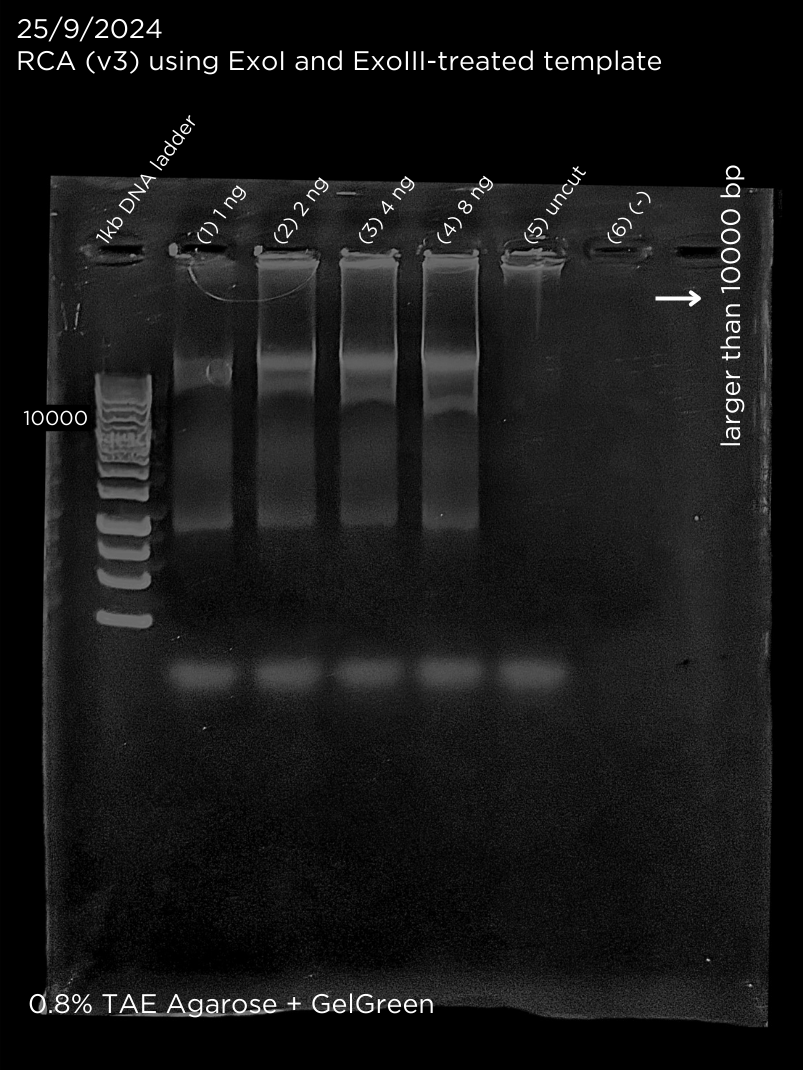 25/9/2024
RCA (v3) using ExoI and ExoIII-treated template
1kb DNA ladder
(1) 1 ng
(2) 2 ng
(3) 4 ng
(4) 8 ng
(5) uncut
(6) (-)
larger than 10000 bp
10000
0.8% TAE Agarose + GelGreen